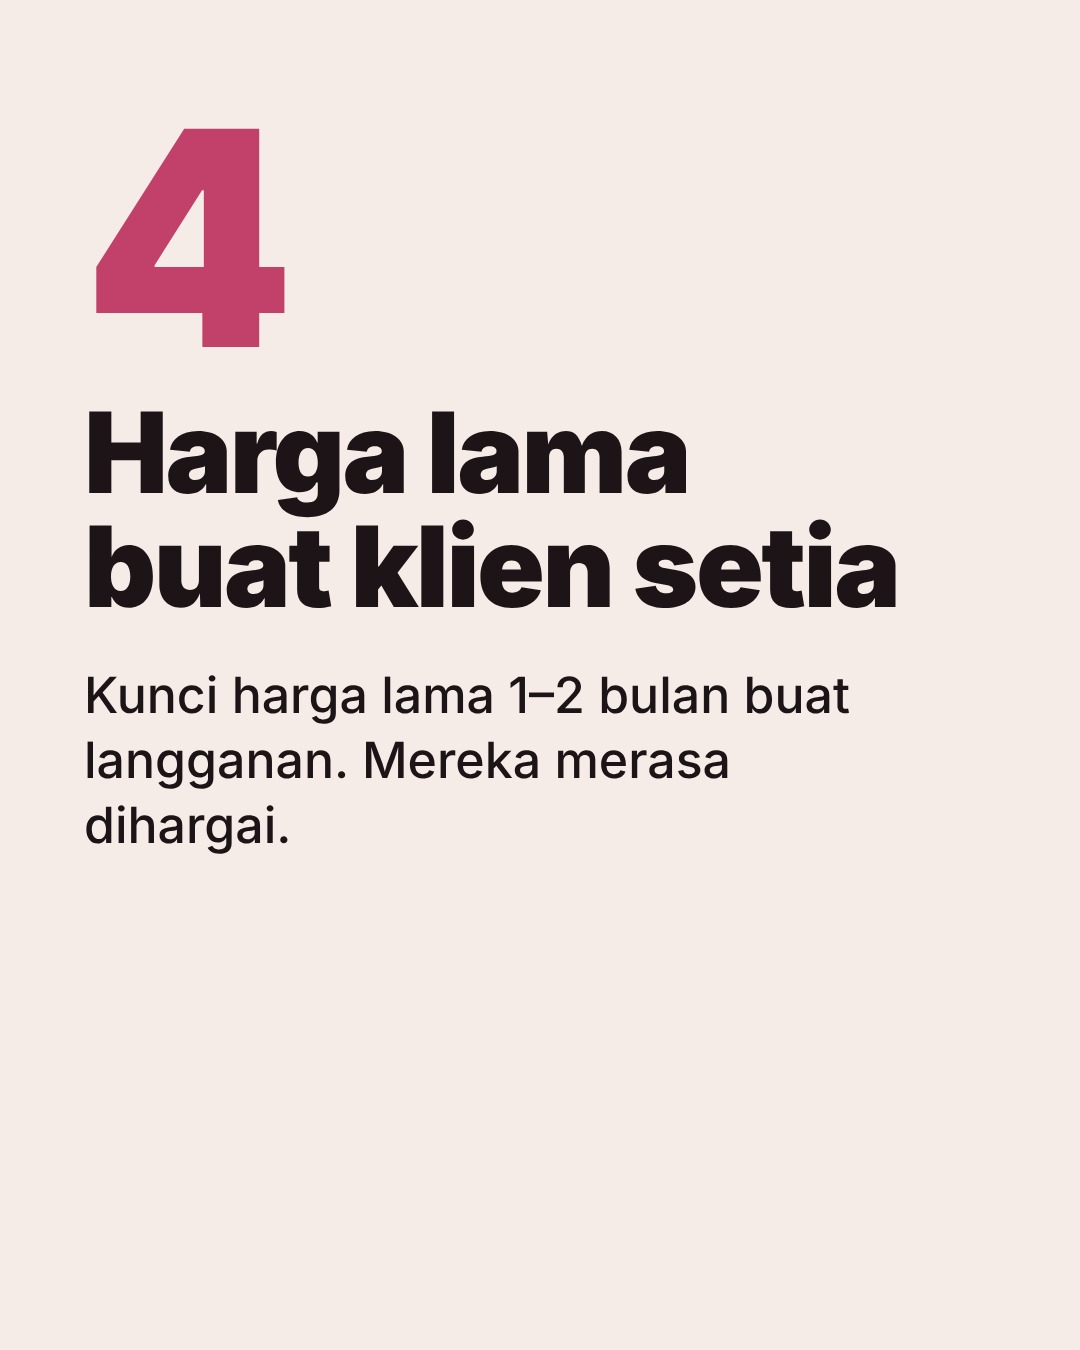 4
Harga lama
buat klien setia
Kunci harga lama 1–2 bulan buat
langganan. Mereka merasa
dihargai.